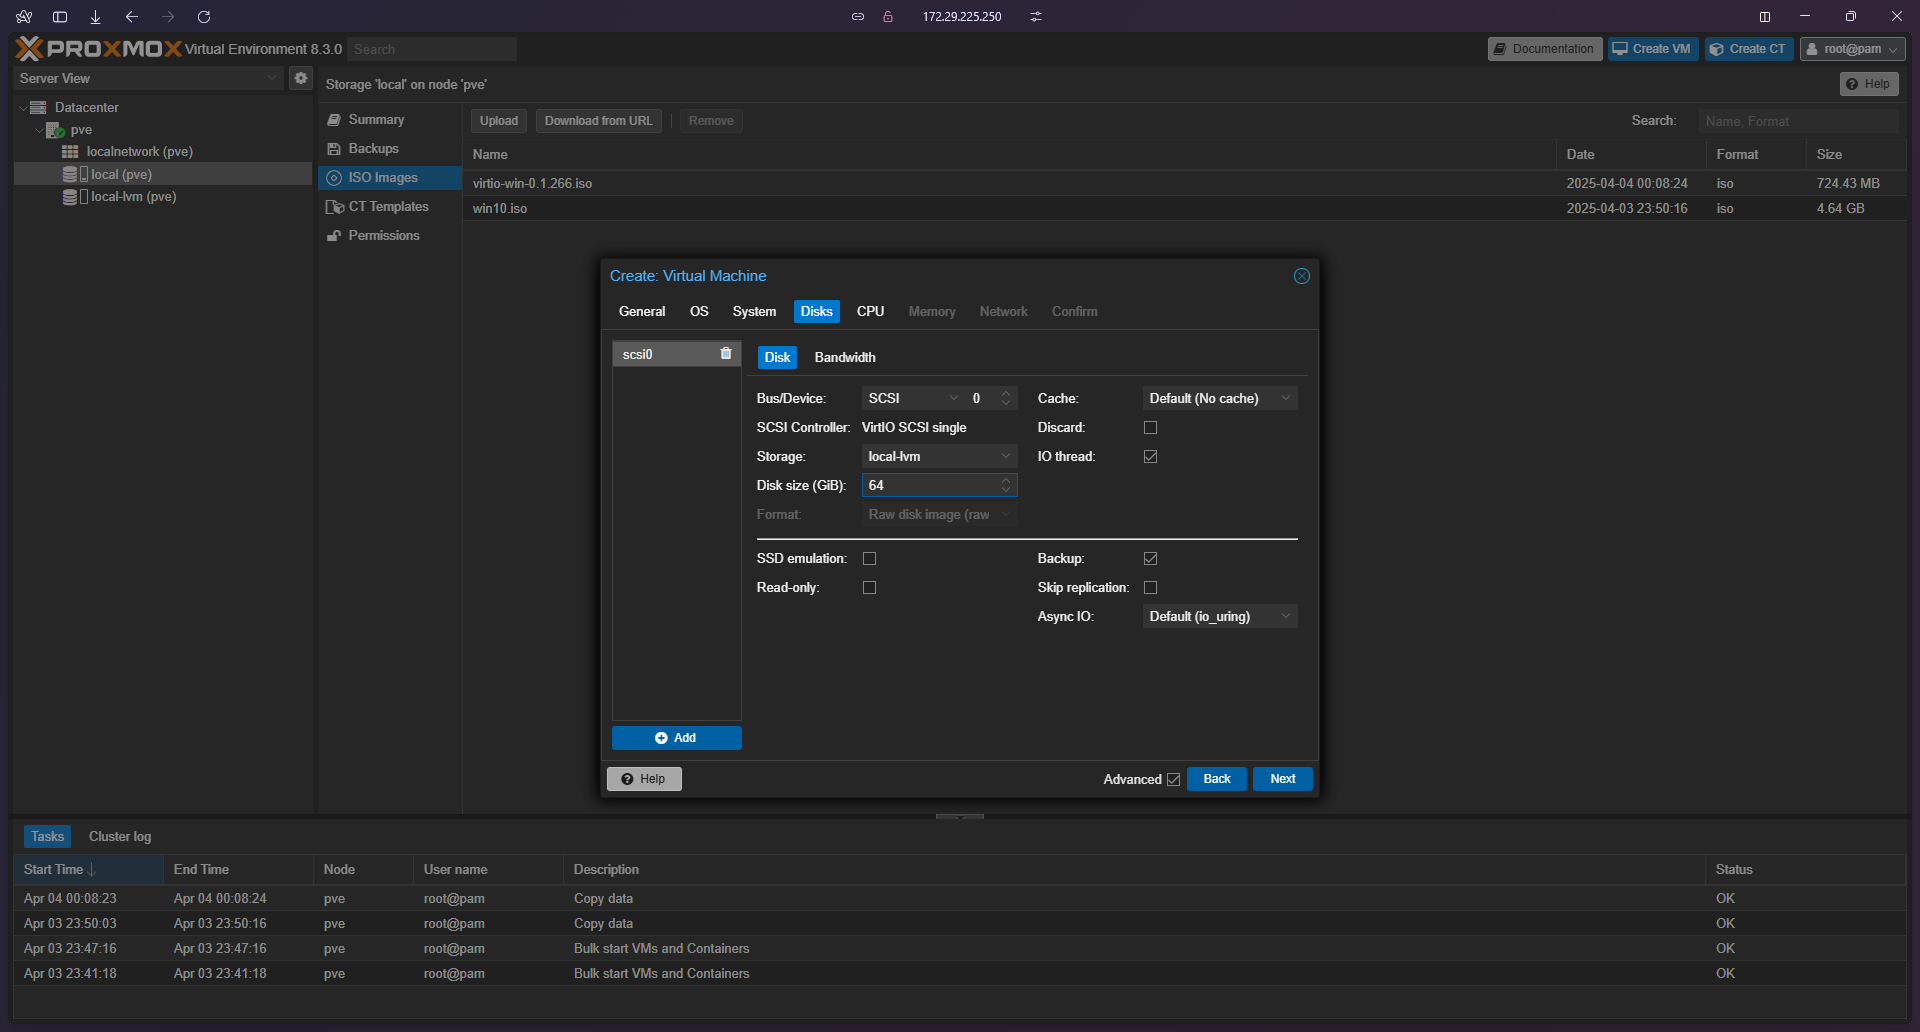 172.29.225.250
PROXMOX Virtual Environment 8.3.0 Search Documentation Create VM Create CT root@pam
Server View
Storage 'local' on node 'pve' Help
Datacenter
pve
localnetwork (pve)
local (pve)
local-lvm (pve)
Summary
Backups
ISO Images
CT Templates
Permissions
Upload Download from URL Remove Search: Name, Format
Name Date Format Size
virtio-win-0.1.266.iso 2025-04-04 00:08:24 iso 724.43 MB
win10.iso 2025-04-03 23:50:16 iso 4.64 GB
Create: Virtual Machine
General OS System Disks CPU Memory Network Confirm
scsi0
Disk Bandwidth
Bus/Device: SCSI 0 Cache: Default (No cache)
SCSI Controller: VirtIO SCSI single Discard:
Storage: local-lvm IO thread:
Disk size (GiB): 64
Format: Raw disk image (raw
SSD emulation: Backup:
Read-only: Skip replication:
Async IO: Default (io_uring)
Add
Help Advanced Back Next
Tasks Cluster log
Start Time End Time Node User name Description Status
Apr 04 00:08:23 Apr 04 00:08:24 pve root@pam Copy data OK
Apr 03 23:50:03 Apr 03 23:50:16 pve root@pam Copy data OK
Apr 03 23:47:16 Apr 03 23:47:16 pve root@pam Bulk start VMs and Containers OK
Apr 03 23:41:18 Apr 03 23:41:18 pve root@pam Bulk start VMs and Containers OK